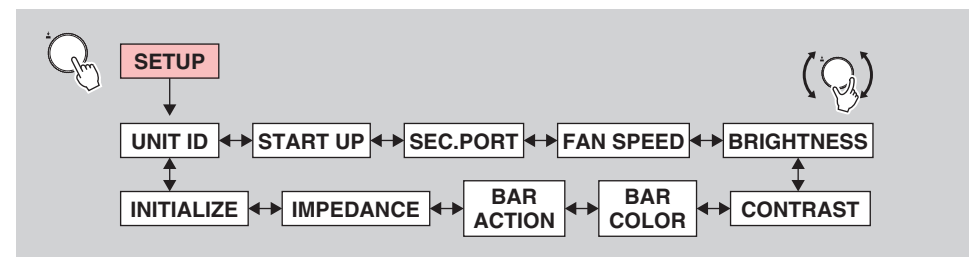 SETUP
UNIT ID START UP SEC.PORT FAN SPEED BRIGHTNESS
INITIALIZE IMPEDANCE BAR ACTION BAR COLOR CONTRAST